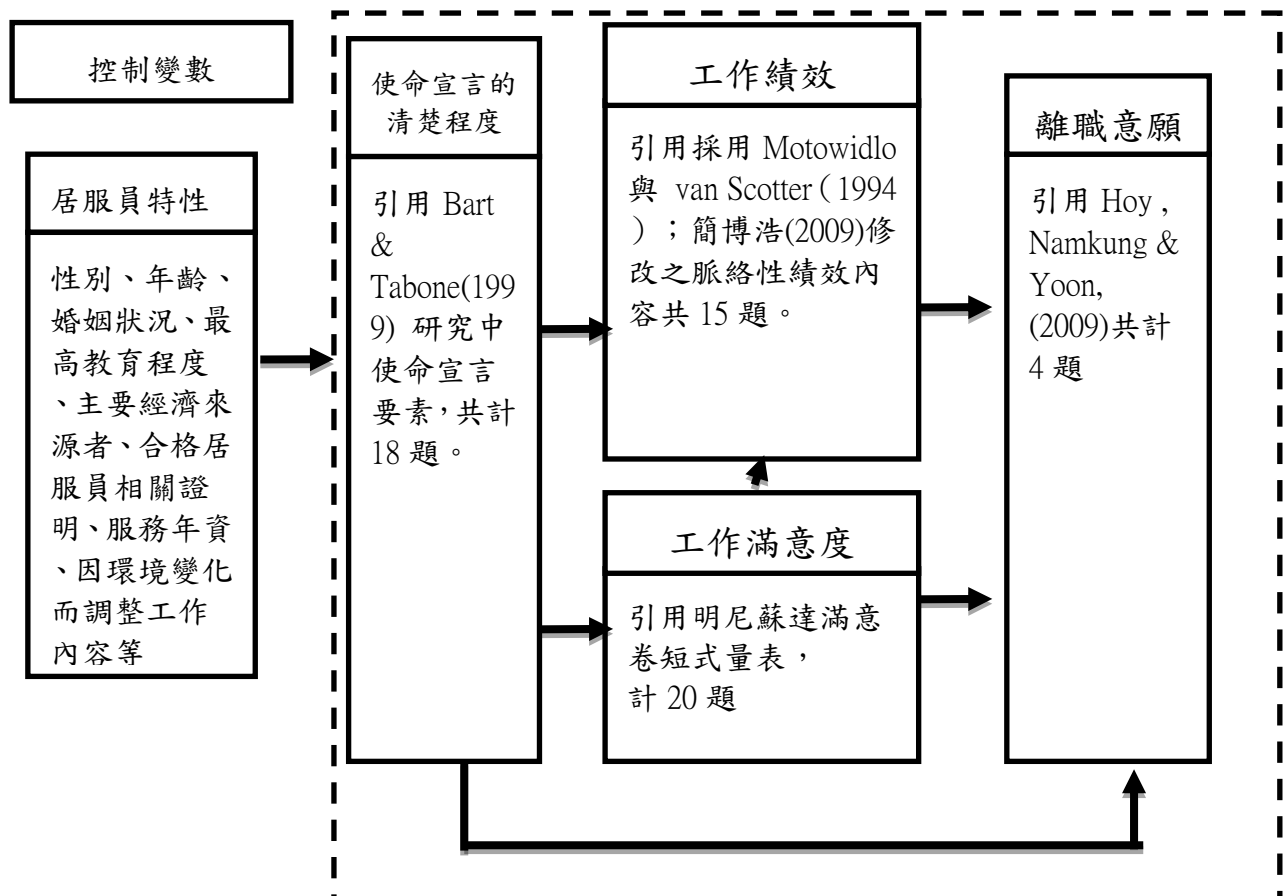 控制變數
居服員特性
性別、年齡、
婚姻狀況、最
高教育程度
、主要經濟來
源者、合格居
服員相關證
明、服務年資
、因環境變化
而調整工作
內容等
使命宣言的
清楚程度
引用 Bart
&
Tabone(199
9) 研究中
使命宣言
要素，共計
18 題。
工作績效
引用採用 Motowidlo
與 van Scotter（1994
）；簡博浩(2009)修
改之脈絡性績效內
容共 15 題。
工作滿意度
引用明尼蘇達滿意
卷短式量表，
計 20 題
離職意願
引用 Hoy ,
Namkung &
Yoon,
(2009)共計
4 題